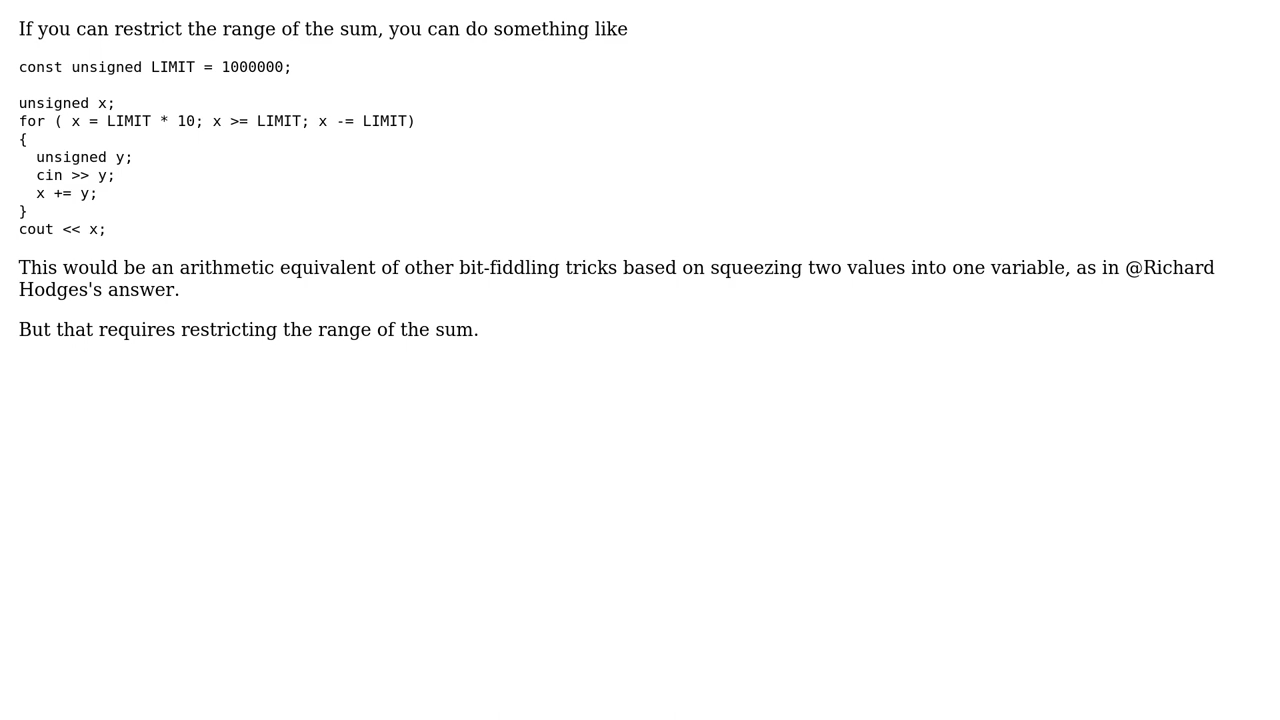 If you can restrict the range of the sum, you can do something like
const unsigned LIMIT = 1000000;
unsigned x;
for ( x = LIMIT * 10; x >= LIMIT; x -= LIMIT)
{
  unsigned y;
  cin >> y;
  x += y;
}
cout << x;
This would be an arithmetic equivalent of other bit-fiddling tricks based on squeezing two values into one variable, as in @Richard
Hodges's answer.
But that requires restricting the range of the sum.